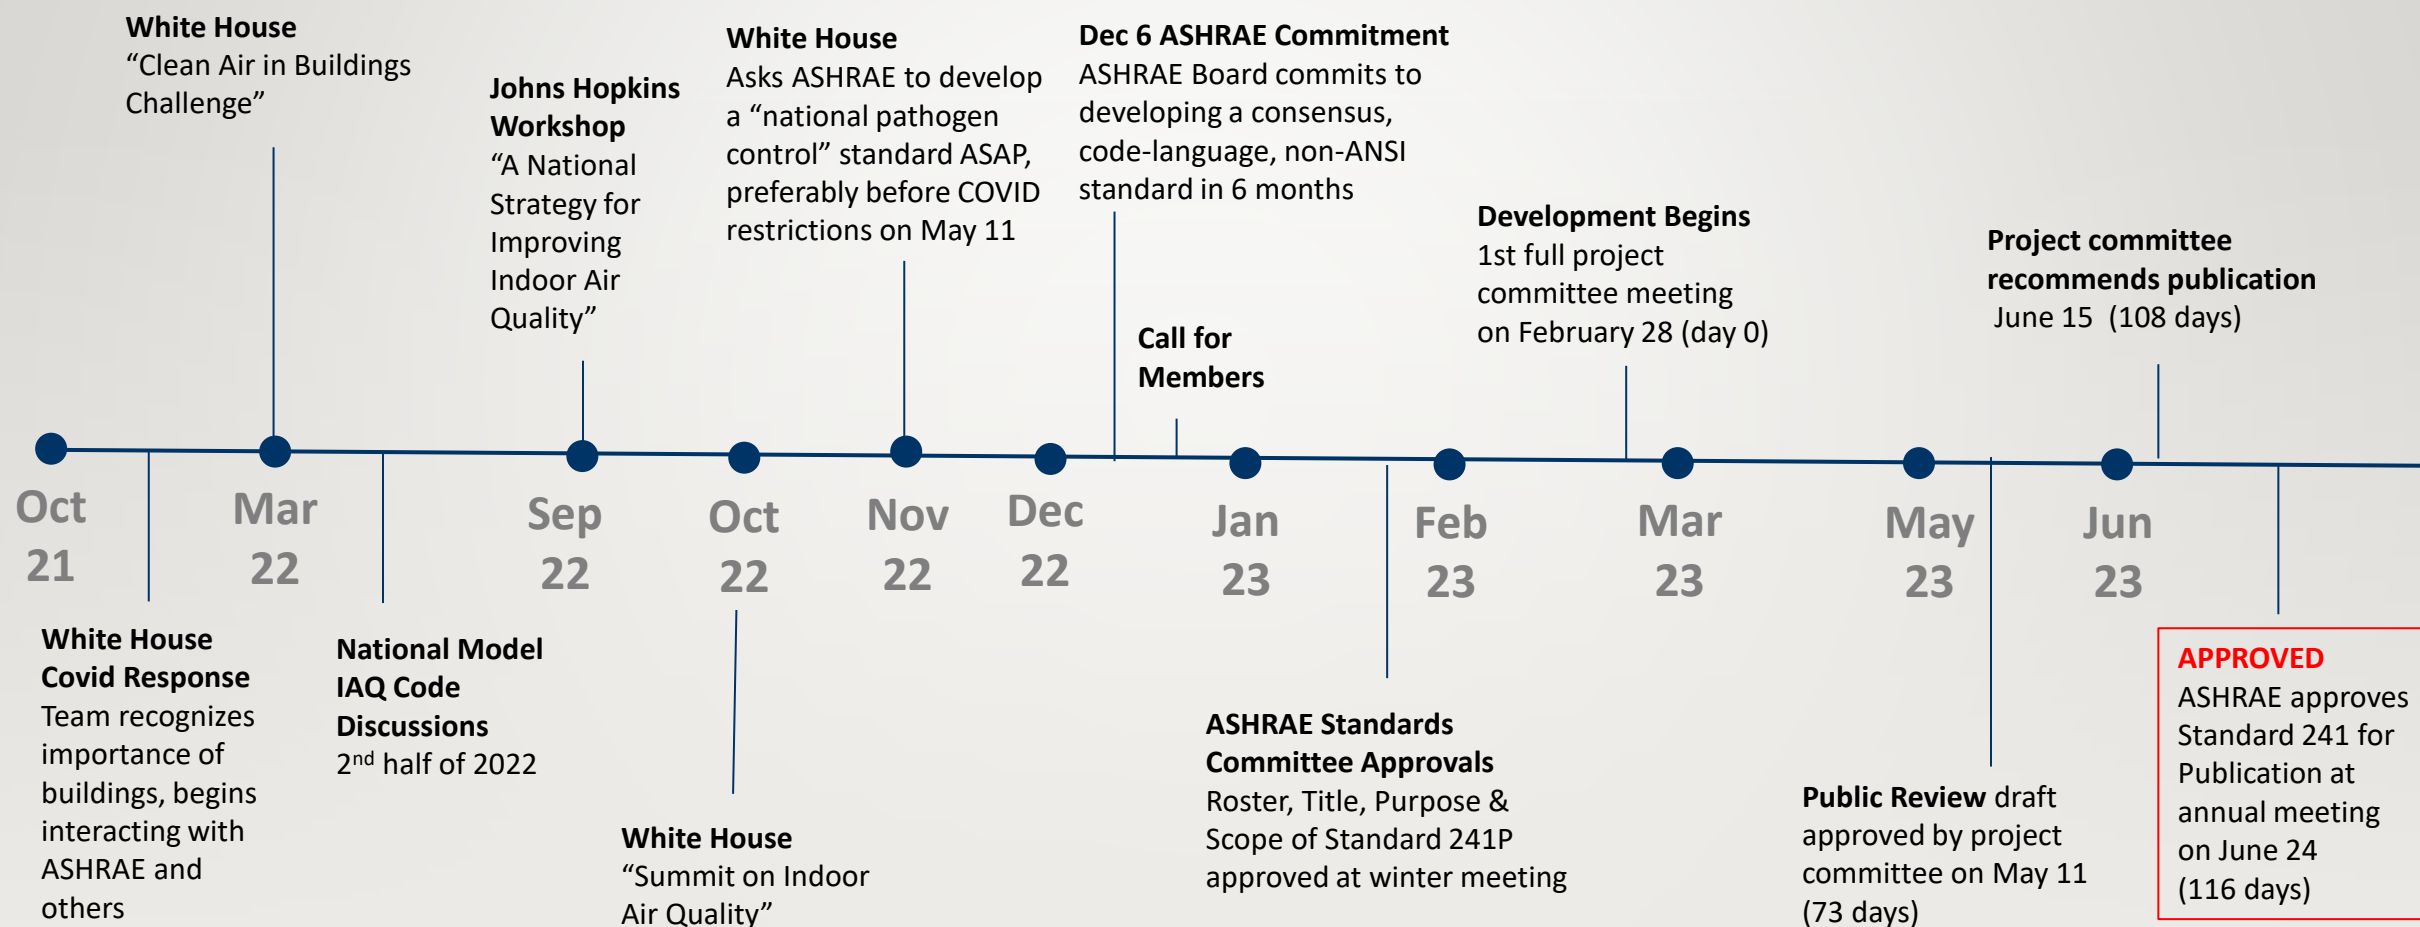 White House
“Clean Air in Buildings
Challenge”
Johns Hopkins
Workshop
“A National
Strategy for
Improving
Indoor Air
Quality”
White House
Asks ASHRAE to develop
a “national pathogen
control” standard ASAP,
preferably before COVID
restrictions on May 11
Dec 6 ASHRAE Commitment
ASHRAE Board commits to
developing a consensus,
code-language, non-ANSI
standard in 6 months
Call for
Members
Development Begins
1st full project
committee meeting
on February 28 (day 0)
Project committee
recommends publication
June 15 (108 days)
Oct
21
Mar
22
Sep
22
Oct
22
Nov
22
Dec
22
Jan
23
Feb
23
Mar
23
May
23
Jun
23
White House
Covid Response
Team recognizes
importance of
buildings, begins
interacting with
ASHRAE and
others
National Model
IAQ Code
Discussions
2nd half of 2022
White House
“Summit on Indoor
Air Quality”
ASHRAE Standards
Committee Approvals
Roster, Title, Purpose &
Scope of Standard 241P
approved at winter meeting
Public Review draft
approved by project
committee on May 11
(73 days)
APPROVED
ASHRAE approves
Standard 241 for
Publication at
annual meeting
on June 24
(116 days)